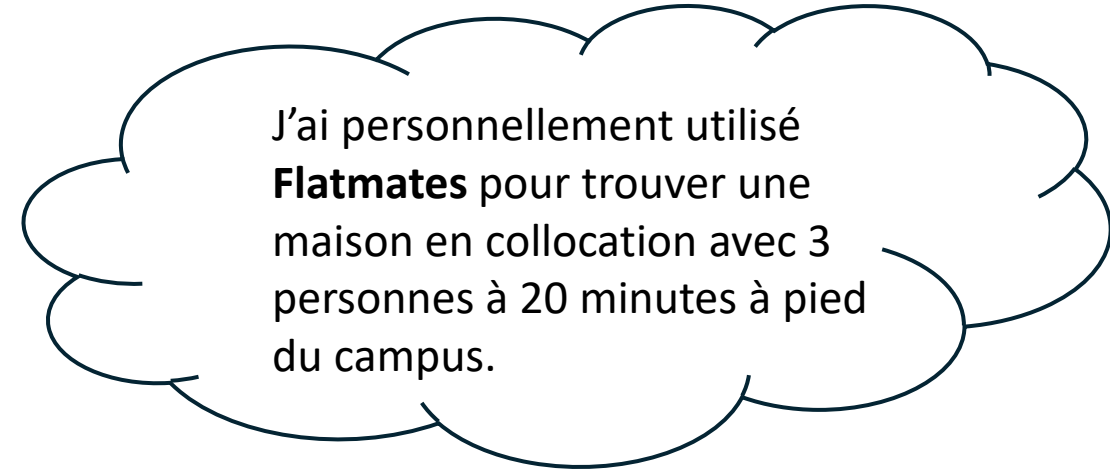 J’ai personnellement utilisé
Flatmates pour trouver une
maison en collocation avec 3
personnes à 20 minutes à pied
du campus.